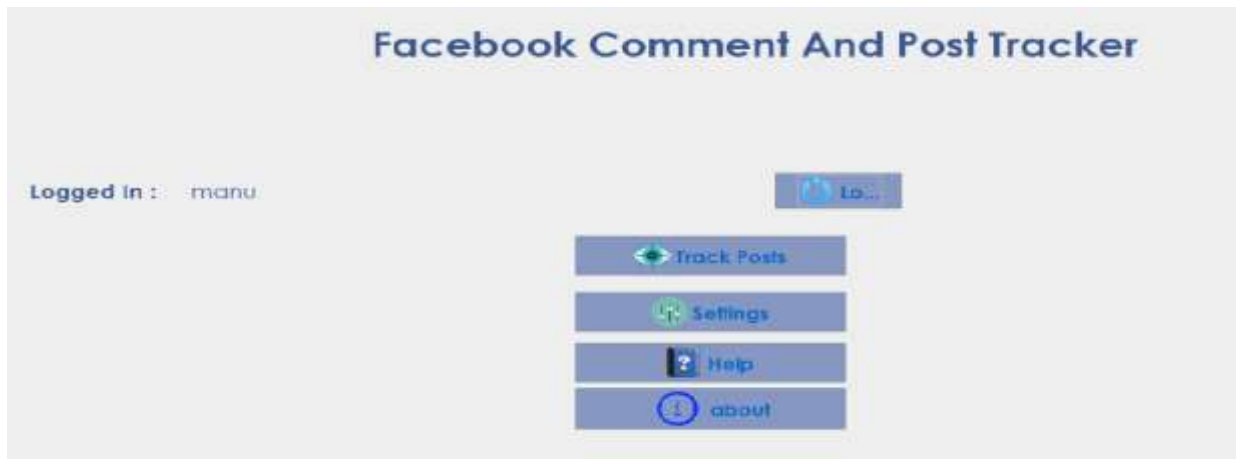 Facebook Comment And Post Tracker
Logged In : manu
Lo...
Track Posts
Settings
Help
about